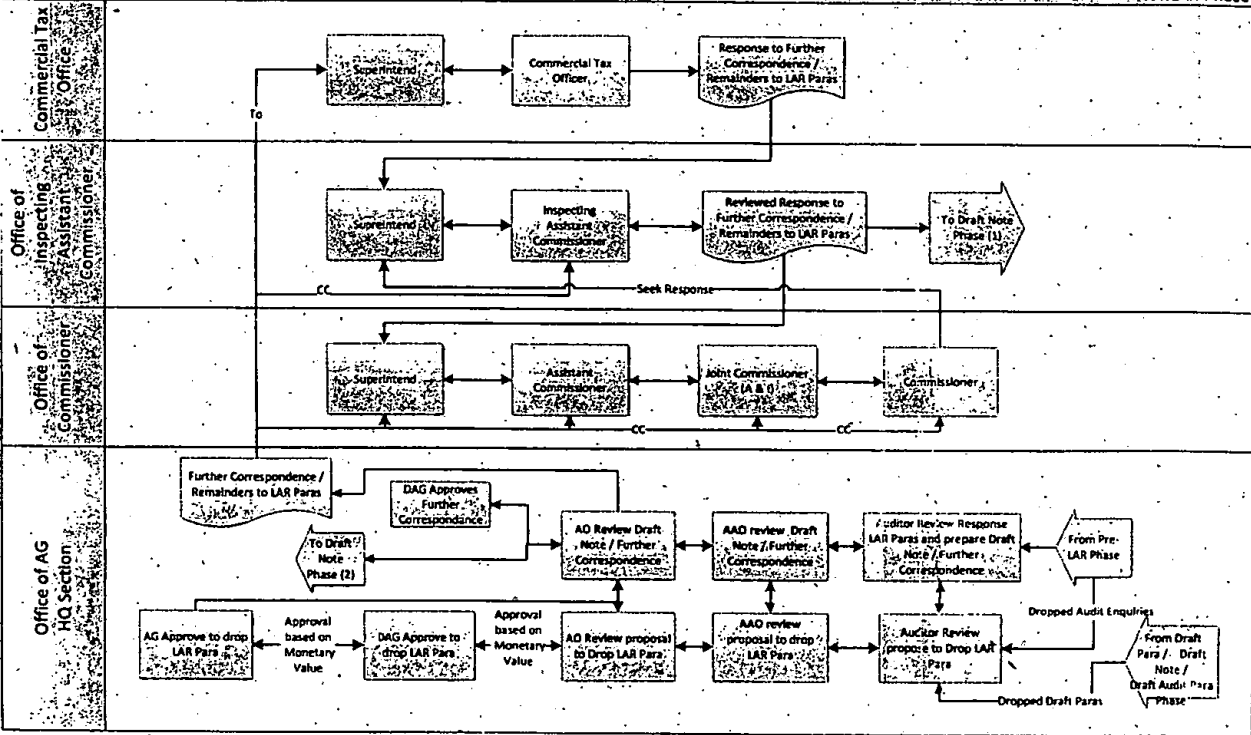 Commercial Tax
Office
Superintend
Commercial Tax
Officer
Response to Further
Correspondence /
Remainders to LAR Paras
To
Office of
Inspecting
Assistant
Commissioner
Supreintend
Inspecting
Assistant
Commissioner
Reviewed Response to
Further Correspondence /
Remainders to LAR Paras
To Draft Note
Phase (1)
CC
Seek Response
Office of
Commissioner
Superintend
Assistant
Commissioner
Joint Commissioner
Commissioner
CC
CC
Office of AG
HQ Section
Further Correspondence /
Remainders to LAR Paras
DAG Approves
Further
Correspondance
To Draft
Note
Phase (2)
AO Review Draft
Note / Further
Correspondence
AAO review Draft
Note / Further
Correspondence
Auditor Review Response
LAR Paras and prepare Draft
Note / Further
Correspondence
From Pre-
LAR Phase
Dropped Audit Enquiries
AG Approve to drop
LAR Para
Approval
based on
Monetary
Value
DAG Approve to
drop LAR Para
Approval
based on
Monetary
Value
AO Review proposal
to Drop LAR Para
AAO review
proposal to drop
LAR Para
Auditor Review
propose to Drop LAR
Para
From Draft
Para / Draft
Note /
Draft Audit Para
Phase
Dropped Draft Paras